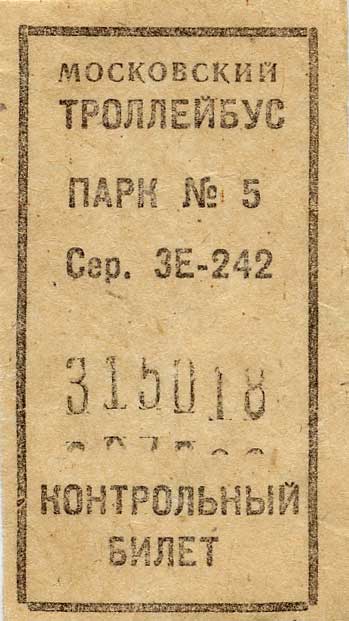 МОСКОВСКИЙ
ТРОЛЛЕЙБУС
ПАРК № 5
Сер. ЗЕ-242
315018
КОНТРОЛЬНЫЙ
БИЛЕТ